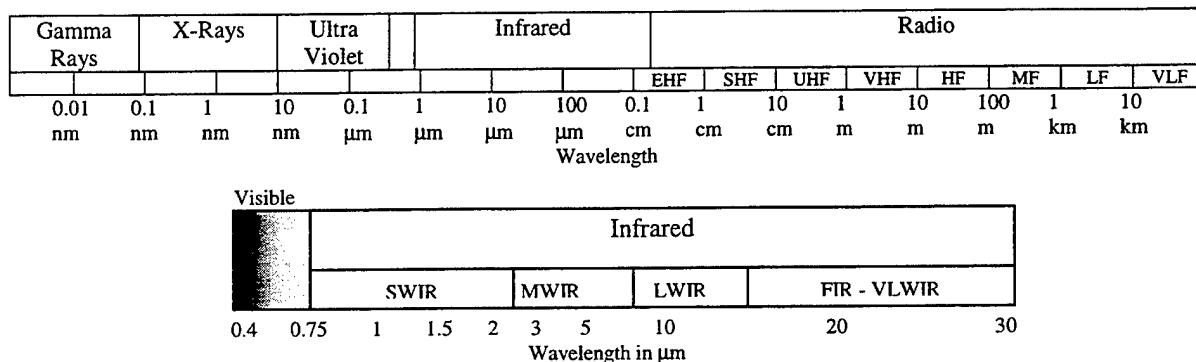 Gamma Rays X-Rays Ultra Violet Infrared Radio
EHF SHF UHF VHF HF MF LF VLF
0.01 0.1 1 10 0.1 1 10 100 0.1 1 10 1 10 100 1 10
nm nm nm nm μm μm μm μm cm cm cm m m m km km
Wavelength
Visible
Infrared
SWIR MWIR LWIR FIR - VLWIR
0.4 0.75 1 1.5 2 3 5 10 20 30
Wavelength in μm